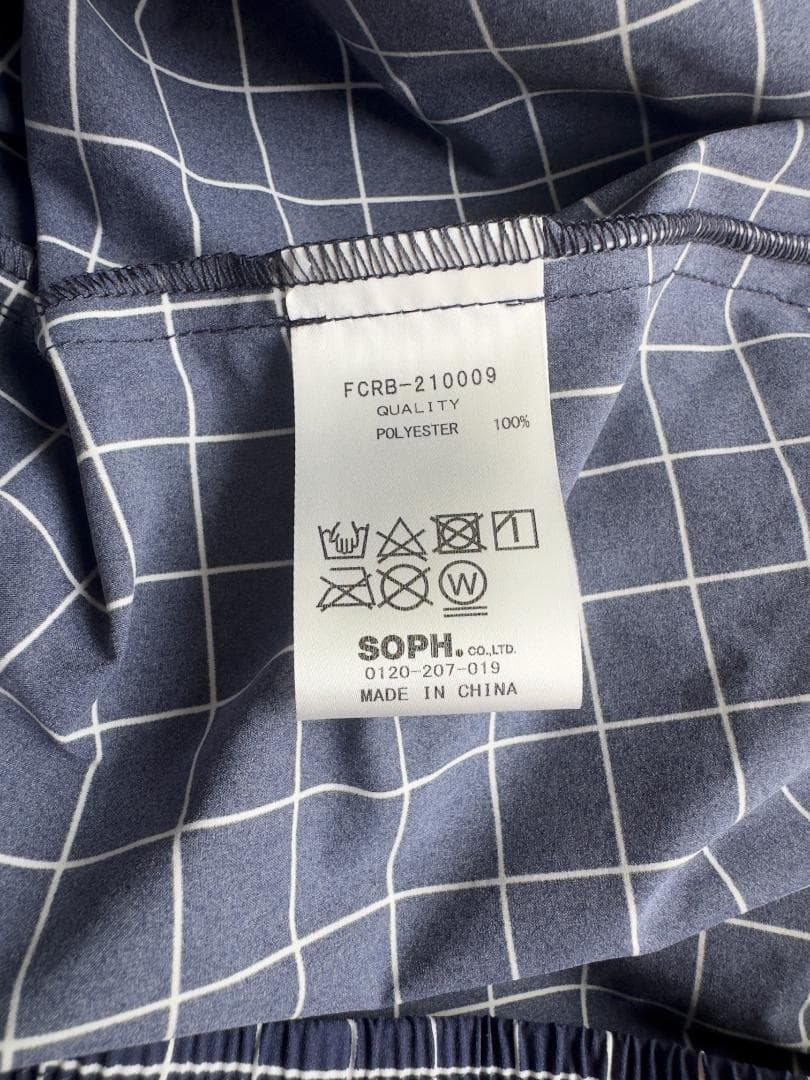 FCRB-210009
QUALITY
POLYESTER 100%
W
SOPH. CO.,LTD.
0120-207-019
MADE IN CHINA